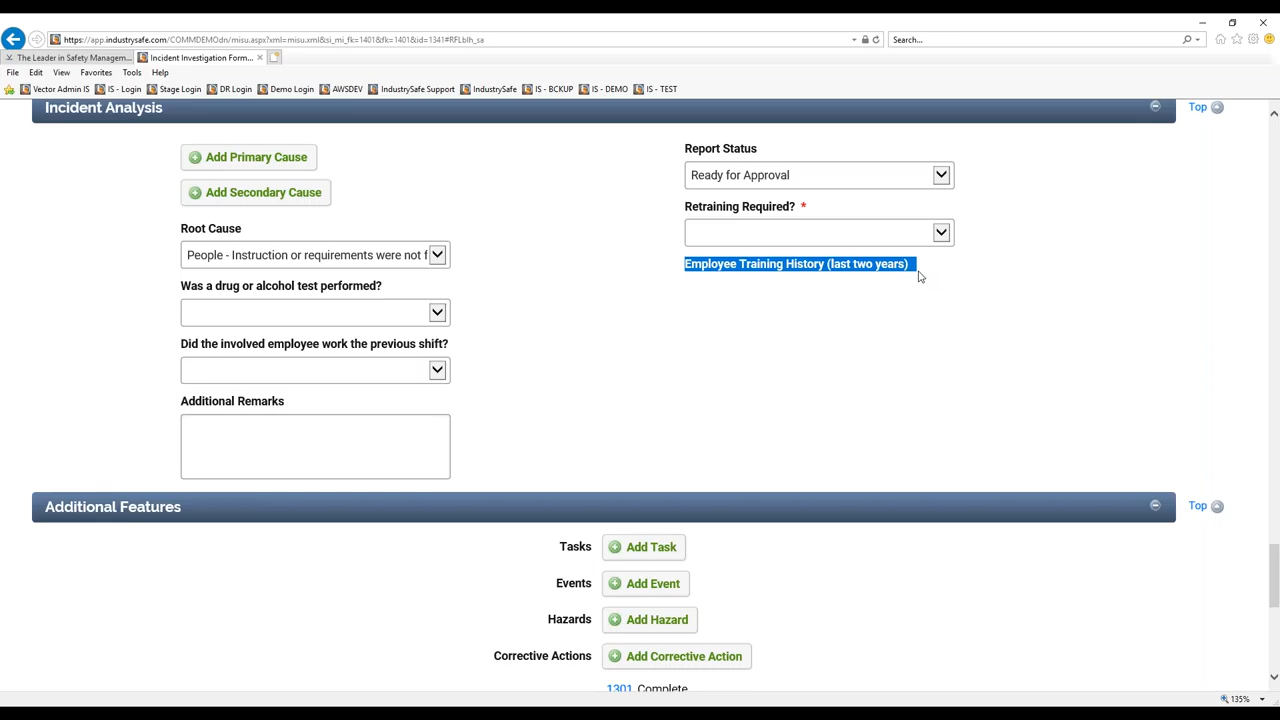 https://app.industrysafe.com/COMMDEMOdn/misu.aspx?xml=misu.xml&si_mi_fk=1401&fk=1401&id=1341#RFLblh_sa
Search...
The Leader in Safety Managem...
Incident Investigation Form...
File Edit View Favorites Tools Help
Vector Admin IS
IS - Login
Stage Login
DR Login
Demo Login
AWSDEV
IndustrySafe Support
IndustrySafe
IS - BCKUP
IS - DEMO
IS - TEST
Incident Analysis
Top
Add Primary Cause
Add Secondary Cause
Root Cause
People - Instruction or requirements were not f
Was a drug or alcohol test performed?
Did the involved employee work the previous shift?
Additional Remarks
Report Status
Ready for Approval
Retraining Required? *
Employee Training History (last two years)
Additional Features
Top
Tasks
Add Task
Events
Add Event
Hazards
Add Hazard
Corrective Actions
Add Corrective Action
1301 Complete
135%